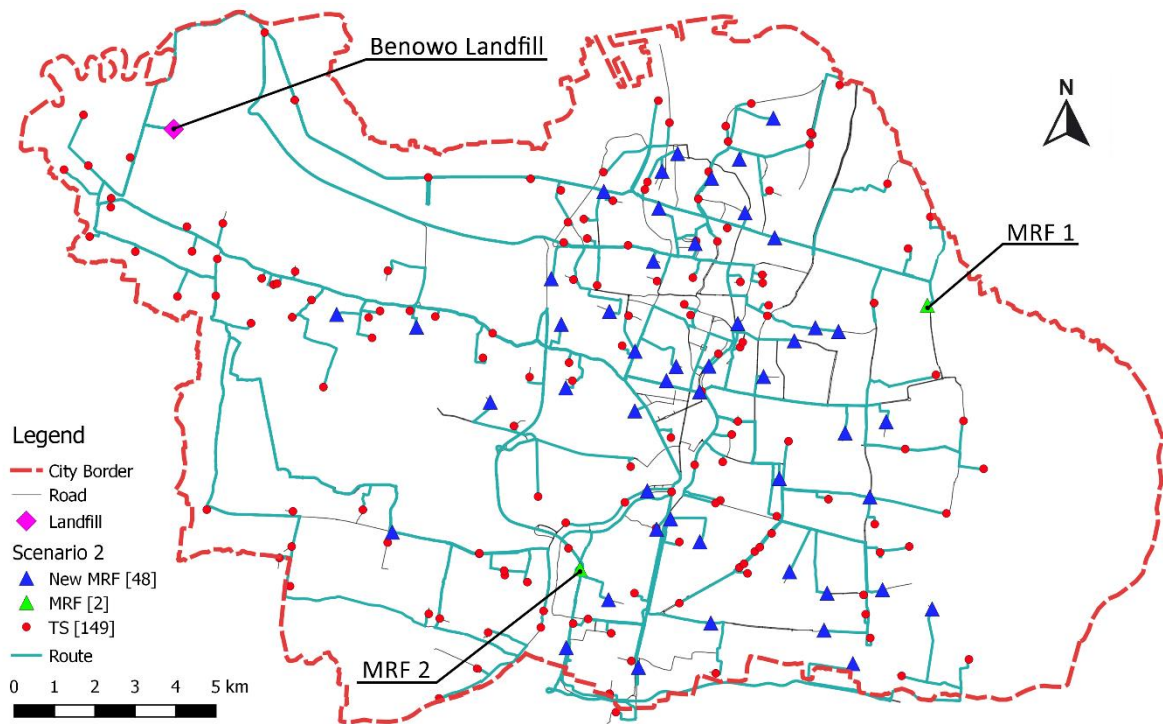 Benowo Landfill
N
MRF 1
Legend
City Border
Road
Landfill
Scenario 2
New MRF [48]
MRF [2]
TS [149]
Route
MRF 2
0 1 2 3 4 5 km